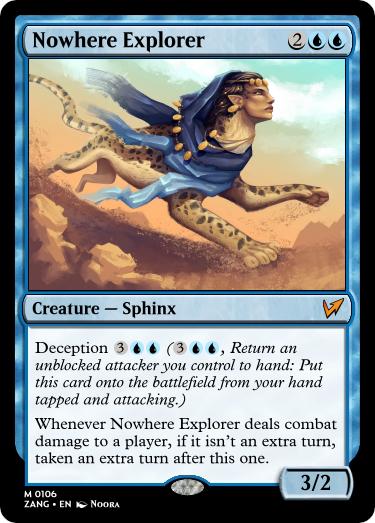 Nowhere Explorer 2
Creature — Sphinx
Deception 3 (3, Return an
unblocked attacker you control to hand: Put
this card onto the battlefield from your hand
tapped and attacking.)
Whenever Nowhere Explorer deals combat
damage to a player, if it isn't an extra turn,
taken an extra turn after this one.
3/2
M 0106
ZANG • EN Noora